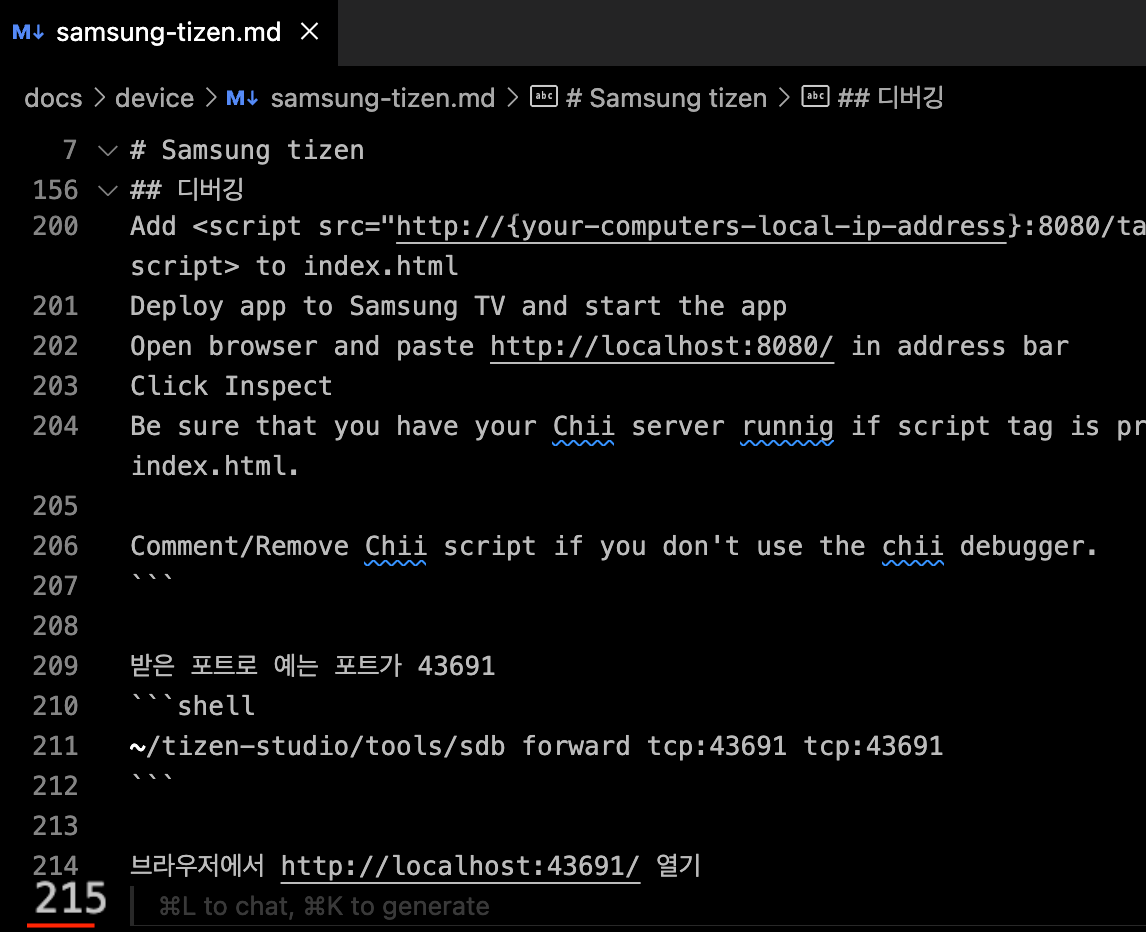 M↓ samsung-tizen.md ×
docs > device > M↓ samsung-tizen.md > abc # Samsung tizen > abc ## 디버깅
7 # Samsung tizen
156 ## 디버깅
200 Add <script src="http://{your-computers-local-ip-address}:8080/ta
script> to index.html
201 Deploy app to Samsung TV and start the app
202 Open browser and paste http://localhost:8080/ in address bar
203 Click Inspect
204 Be sure that you have your Chii server runnig if script tag is pr
index.html.
205
206 Comment/Remove Chii script if you don't use the chii debugger.
207 ```
208
209 받은 포트로 예는 포트가 43691
210 ```shell
211 ~/tizen-studio/tools/sdb forward tcp:43691 tcp:43691
212 ```
213
214 브라우저에서 http://localhost:43691/ 열기
215 ⌘L to chat, ⌘K to generate